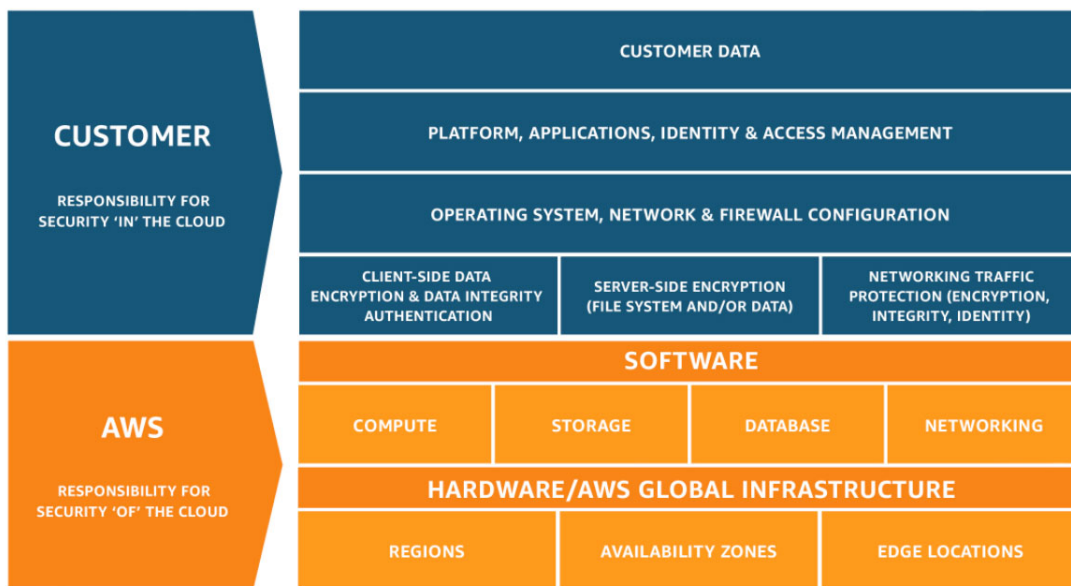 CUSTOMER
RESPONSIBILITY FOR
SECURITY ‘IN’ THE CLOUD
CUSTOMER DATA
PLATFORM, APPLICATIONS, IDENTITY & ACCESS MANAGEMENT
OPERATING SYSTEM, NETWORK & FIREWALL CONFIGURATION
CLIENT-SIDE DATA
ENCRYPTION & DATA INTEGRITY
AUTHENTICATION
SERVER-SIDE ENCRYPTION
(FILE SYSTEM AND/OR DATA)
NETWORKING TRAFFIC
PROTECTION (ENCRYPTION,
INTEGRITY, IDENTITY)
AWS
RESPONSIBILITY FOR
SECURITY ‘OF’ THE CLOUD
SOFTWARE
COMPUTE
STORAGE
DATABASE
NETWORKING
HARDWARE/AWS GLOBAL INFRASTRUCTURE
REGIONS
AVAILABILITY ZONES
EDGE LOCATIONS